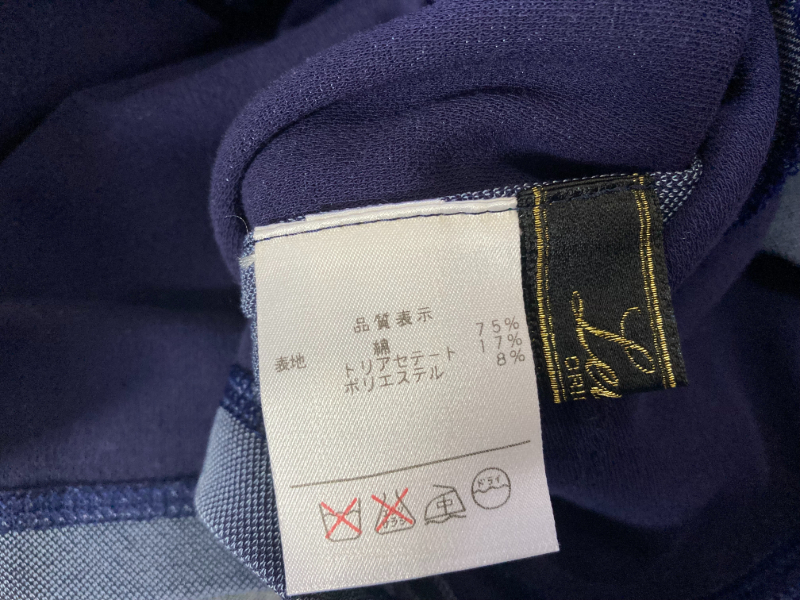 品質表示
表地 綿 75%
トリアセテート 17%
ポリエステル 8%
中
ドライ